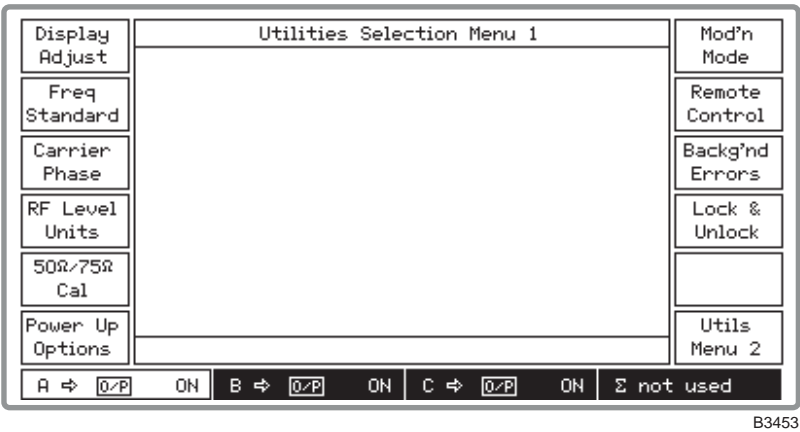 Utilities Selection Menu 1
Display
Adjust
Freq
Standard
Carrier
Phase
RF Level
Units
50Ω/75Ω
Cal
Power Up
Options
Mod'n
Mode
Remote
Control
Backg'nd
Errors
Lock &
Unlock
Utils
Menu 2
A ⇨ O/P ON B ⇨ O/P ON C ⇨ O/P ON Σ not used
B3453